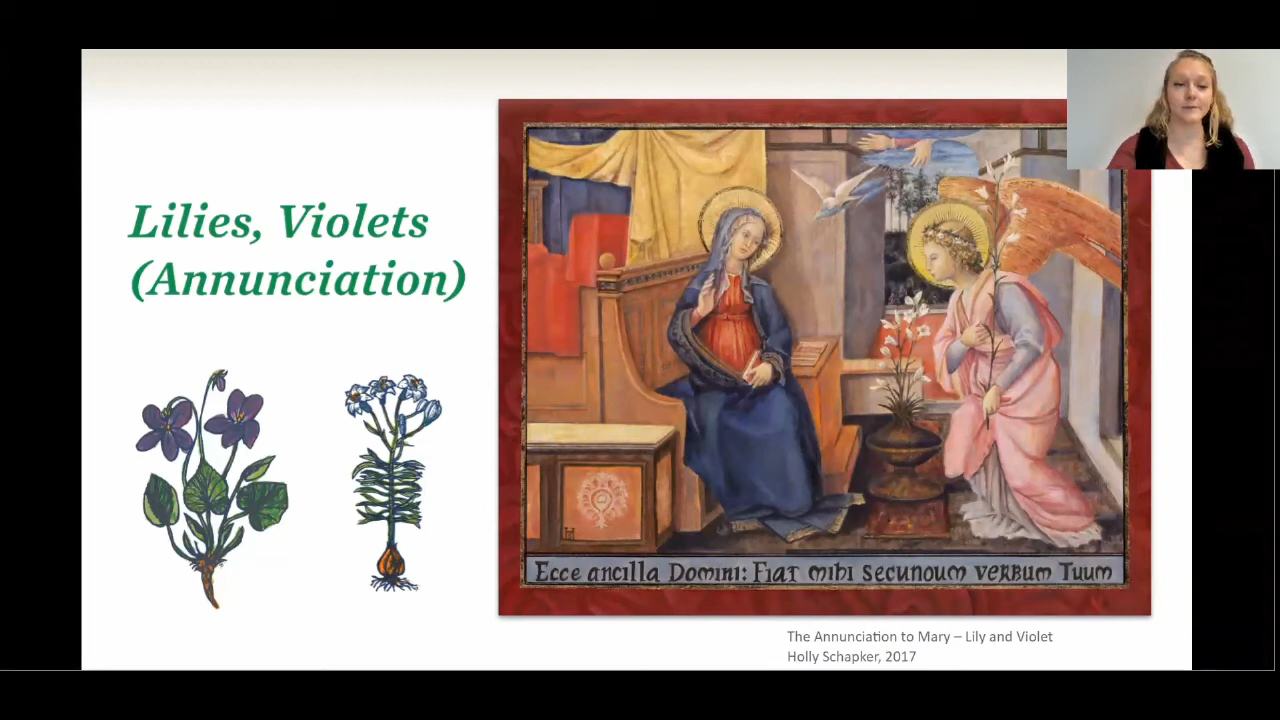 Lilies, Violets
(Annunciation)
Ecce ancilla Domini: Fiat mihi secundum verbum Tuum
The Annunciation to Mary – Lily and Violet
Holly Schapker, 2017